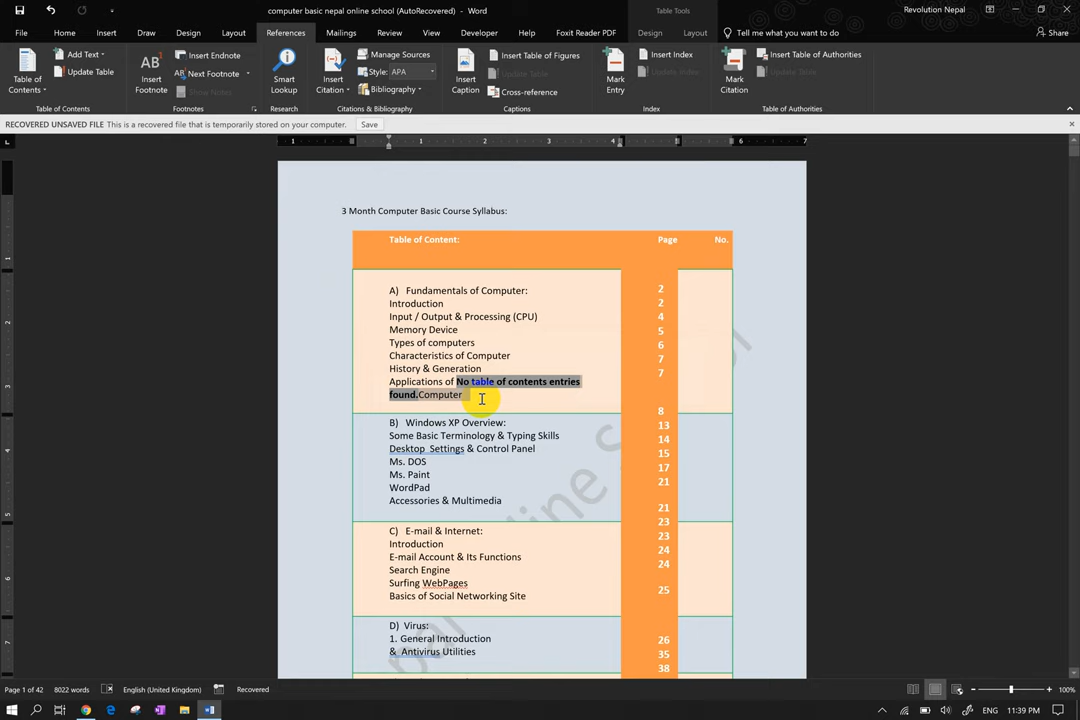 computer basic nepal online school (AutoRecovered) - Word
Table Tools
Revolution Nepal
File Home Insert Draw Design Layout References Mailings Review View Developer Help Foxit Reader PDF Design Layout Tell me what you want to do Share
Table of Contents
Add Text
Update Table
Table of Contents
AB Insert Footnote
Insert Endnote
Next Footnote
Show Notes
Footnotes
Smart Lookup
Research
Insert Citation
Manage Sources
Style: APA
Bibliography
Citations & Bibliography
Insert Caption
Insert Table of Figures
Update Table
Cross-reference
Captions
Mark Entry
Insert Index
Update Index
Index
Mark Citation
Insert Table of Authorities
Update Table
Table of Authorities
RECOVERED UNSAVED FILE This is a recovered file that is temporarily stored on your computer. Save
1 1 2 3 4 6 7
3 Month Computer Basic Course Syllabus:
Table of Content: Page No.
A) Fundamentals of Computer: 2
Introduction 2
Input / Output & Processing (CPU) 4
Memory Device 5
Types of computers 6
Characteristics of Computer 7
History & Generation 7
Applications of No table of contents entries
found.Computer
8
B) Windows XP Overview: 13
Some Basic Terminology & Typing Skills 14
Desktop Settings & Control Panel 15
Ms. DOS 17
Ms. Paint 21
WordPad
Accessories & Multimedia 21
23
C) E-mail & Internet: 23
Introduction 24
E-mail Account & Its Functions 24
Search Engine
Surfing WebPages 25
Basics of Social Networking Site
D) Virus:
1. General Introduction 26
& Antivirus Utilities 35
38
Page 1 of 42 8022 words English (United Kingdom) Recovered 100%
ENG 11:39 PM